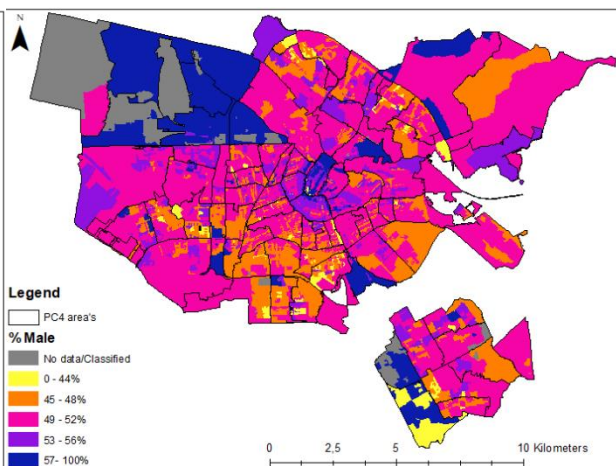 N
Legend
PC4 area's
% Male
No data/Classified
0 - 44%
45 - 48%
49 - 52%
53 - 56%
57- 100%
0 2,5 5 10 Kilometers